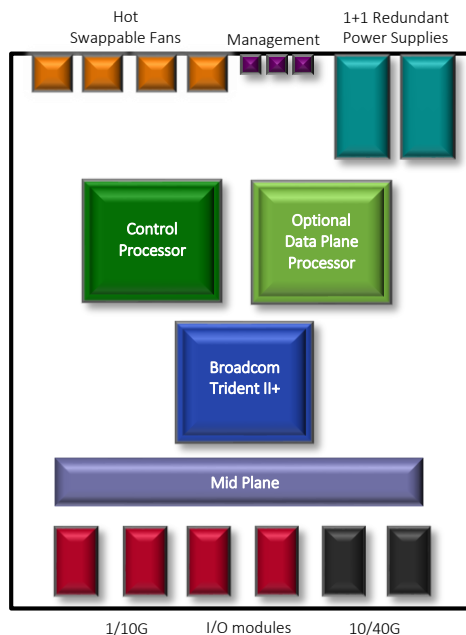 Hot
Swappable Fans
Management
1+1 Redundant
Power Supplies
Control
Processor
Optional
Data Plane
Processor
Broadcom
Trident II+
Mid Plane
1/10G
I/O modules
10/40G